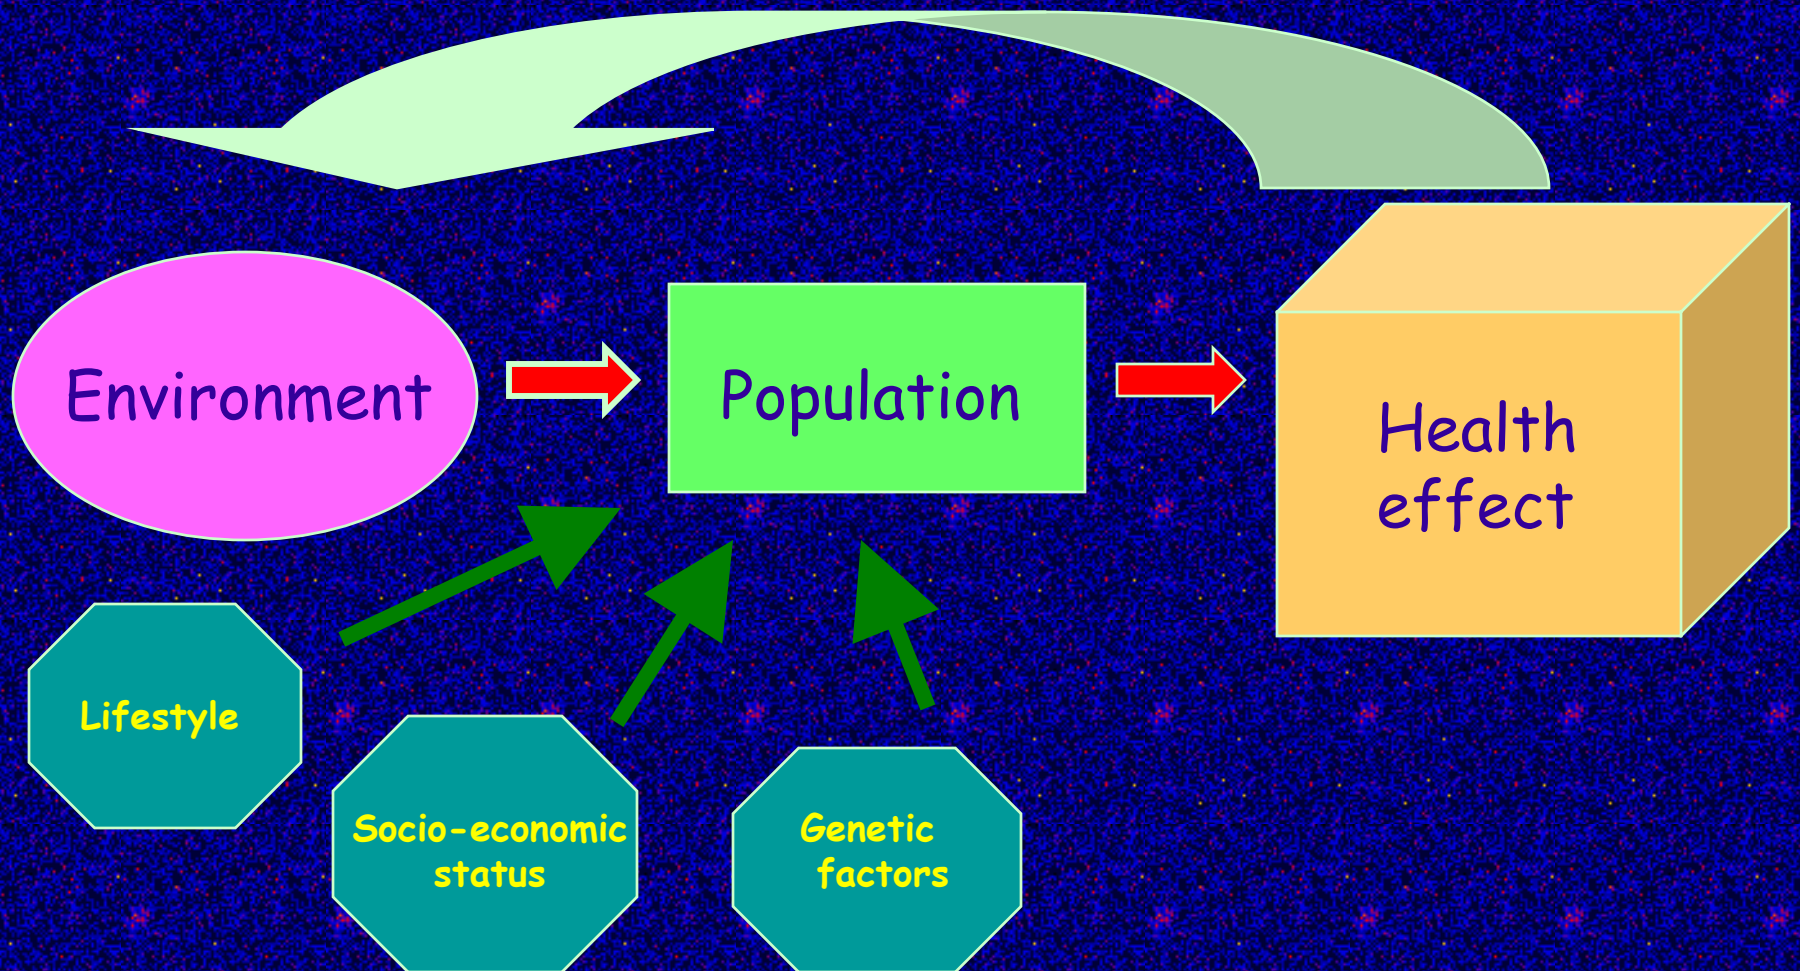 Environment
Population
Health
effect
Lifestyle
Socio-economic
status
Genetic
factors